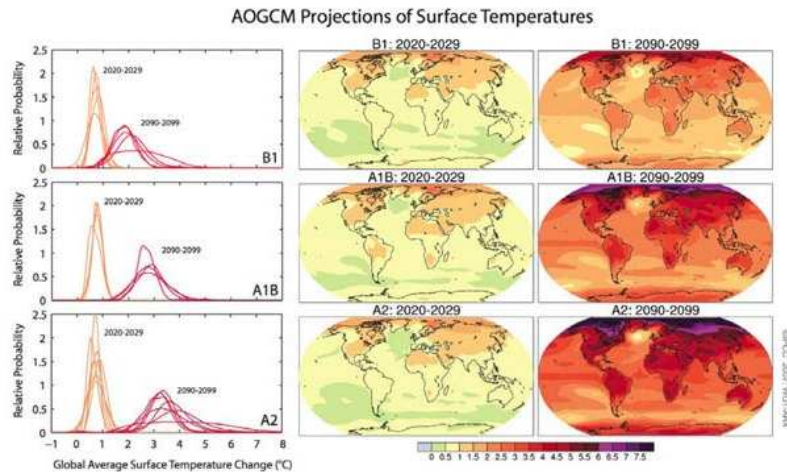 AOGCM Projections of Surface Temperatures
Relative Probability
2.5
2
1.5
1
0.5
0
2020-2029
2090-2099
B1
Relative Probability
2.5
2
1.5
1
0.5
0
2020-2029
2090-2099
A1B
Relative Probability
2.5
2
1.5
1
0.5
0
2020-2029
2090-2099
A2
−1 0 1 2 3 4 5 6 7 8
Global Average Surface Temperature Change (°C)
B1: 2020-2029
B1: 2090-2099
A1B: 2020-2029
A1B: 2090-2099
A2: 2020-2029
A2: 2090-2099
0 0.5 1 1.5 2 2.5 3 3.5 4 4.5 5 5.5 6 6.5 7 7.5